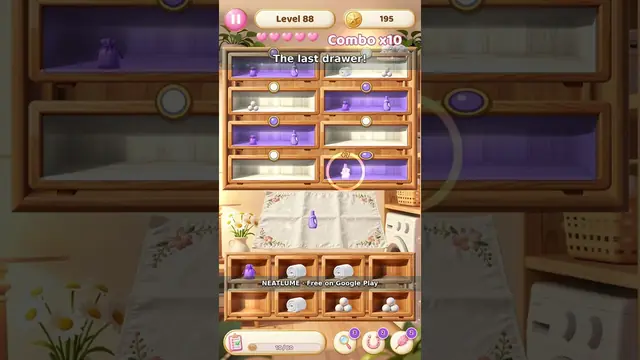 Level 88
195
Combo x10
The last drawer!
NEATLUME - Free on Google Play